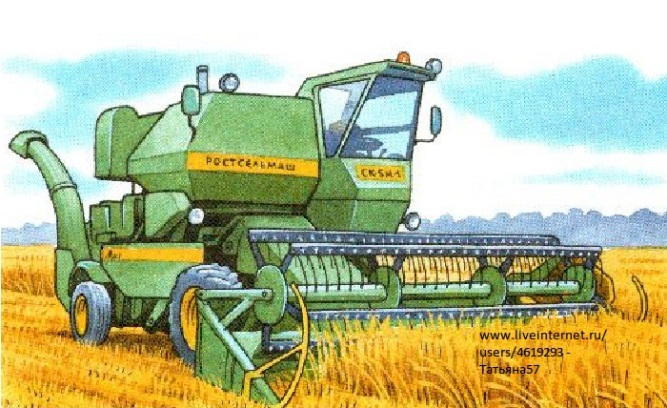 РОСТСЕЛЬМАШ
СК5М-1
www.liveinternet.ru/
users/4619293 -
Татьяна57